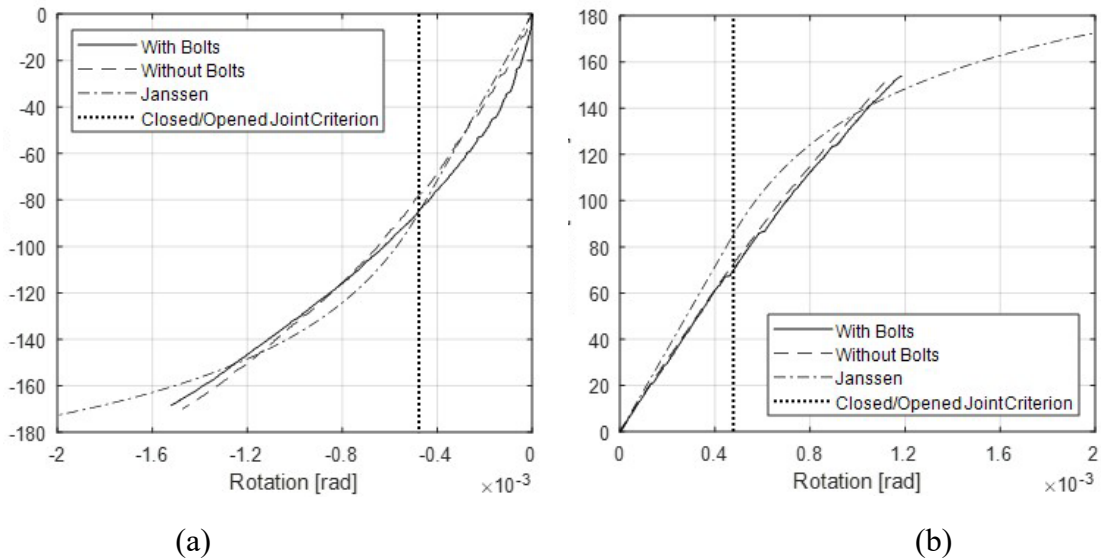 0
-20
-40
-60
-80
-100
-120
-140
-160
-180
-2
-1.6
-1.2
-0.8
-0.4
0
Rotation [rad]
×10-3
With Bolts
Without Bolts
Janssen
Closed/Opened Joint Criterion
(a)
180
160
140
120
100
80
60
40
20
0
0
0.4
0.8
1.2
1.6
2
Rotation [rad]
×10-3
With Bolts
Without Bolts
Janssen
Closed/Opened Joint Criterion
(b)